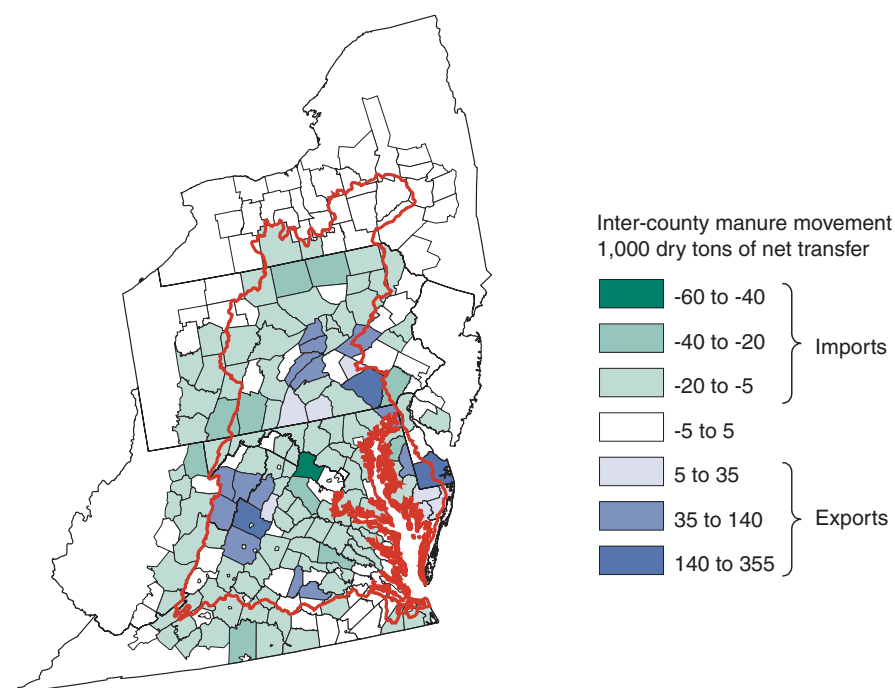 Inter-county manure movement
1,000 dry tons of net transfer
-60 to -40
-40 to -20
Imports
-20 to -5
-5 to 5
5 to 35
35 to 140
Exports
140 to 355